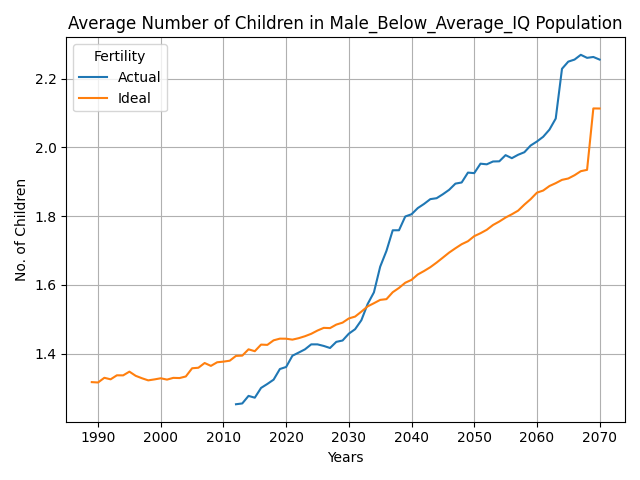 Average Number of Children in Male_Below_Average_IQ Population
Fertility
Actual
Ideal
No. of Children
2.2
2.0
1.8
1.6
1.4
1990 2000 2010 2020 2030 2040 2050 2060 2070
Years